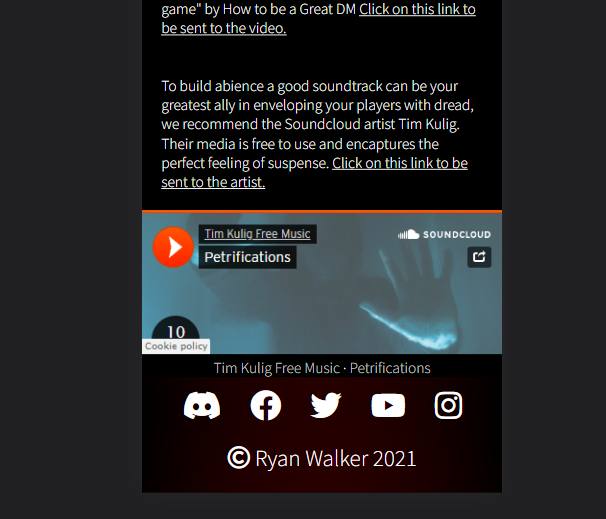 game" by How to be a Great DM Click on this link to
be sent to the video.
To build abience a good soundtrack can be your
greatest ally in enveloping your players with dread,
we recommend the Soundcloud artist Tim Kulig.
Their media is free to use and encaptures the
perfect feeling of suspense. Click on this link to be
sent to the artist.
Tim Kulig Free Music
SOUNDCLOUD
Petrifications
10
Cookie policy
Tim Kulig Free Music · Petrifications
© Ryan Walker 2021